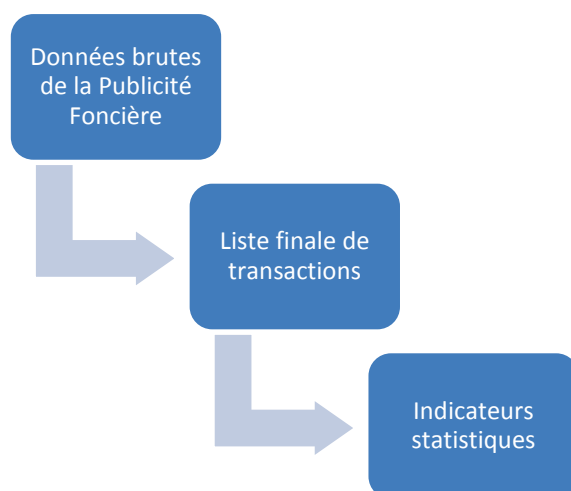 Données brutes
de la Publicité
Foncière
Liste finale de
transactions
Indicateurs
statistiques